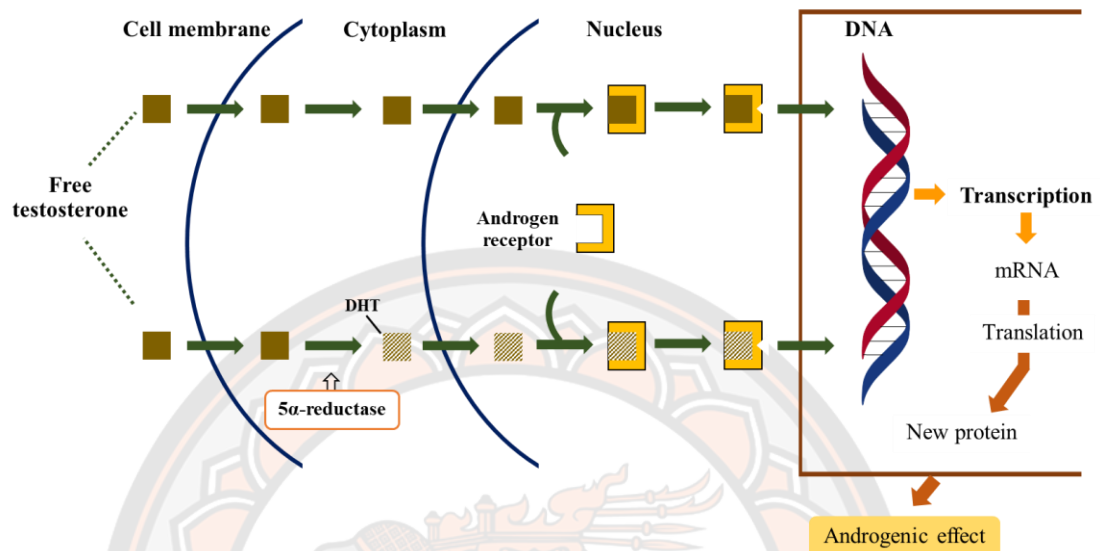 Cell membrane
Cytoplasm
Nucleus
DNA
Free
testosterone
Androgen
receptor
Transcription
mRNA
DHT
Translation
5α-reductase
New protein
Androgenic effect